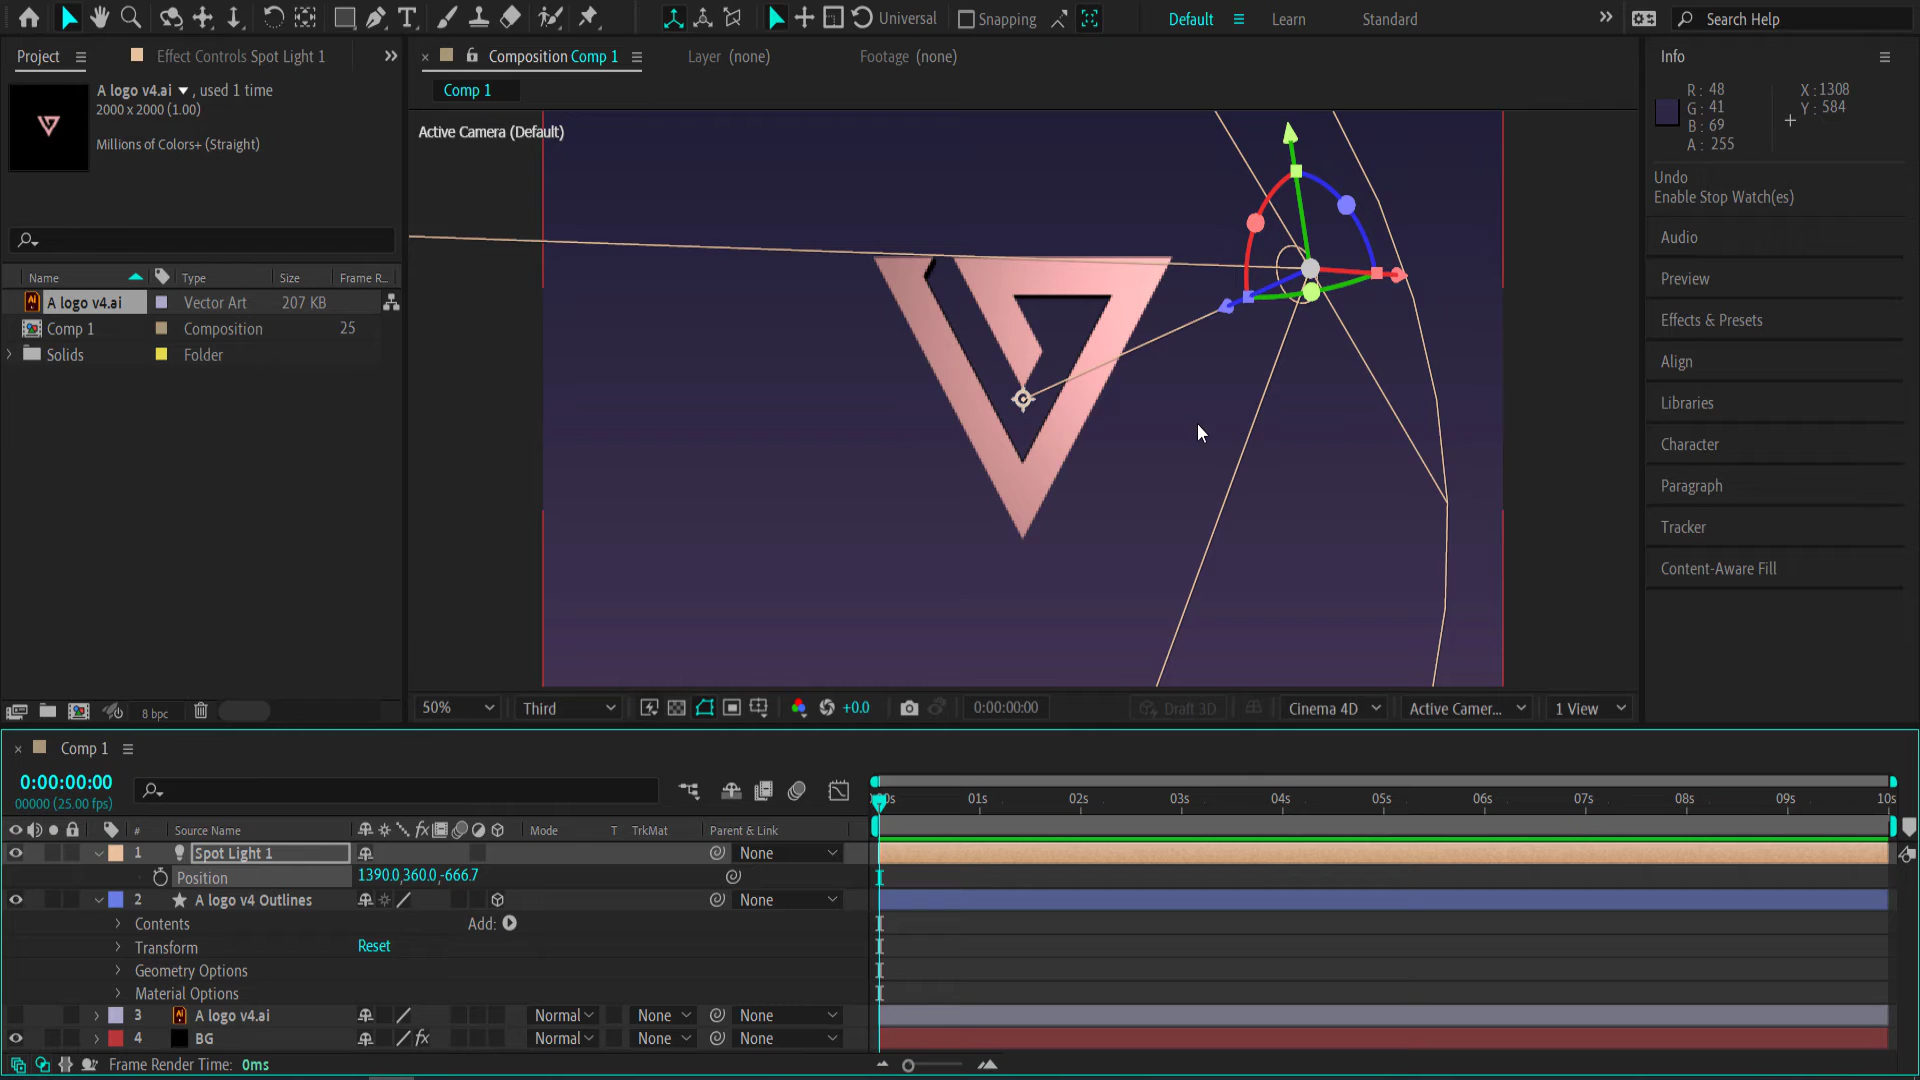 Universal
Snapping
Default
Learn
Standard
Search Help
Project
Effect Controls Spot Light 1
Composition Comp 1
Layer (none)
Footage (none)
Info
A logo v4.ai , used 1 time
2000 x 2000 (1.00)
Millions of Colors+ (Straight)
Comp 1
Active Camera (Default)
R: 48
G: 41
B: 69
A: 255
X: 1308
Y: 584
Undo
Enable Stop Watch(es)
Audio
Preview
Effects & Presets
Align
Libraries
Character
Paragraph
Tracker
Content-Aware Fill
Name Type Size Frame R...
A logo v4.ai Vector Art 207 KB
Comp 1 Composition 25
Solids Folder
8 bpc
50%
Third
+0.0
0:00:00:00
Draft 3D
Cinema 4D
Active Camer...
1 View
Comp 1
0:00:00:00
00000 (25.00 fps)
01s 02s 03s 04s 05s 06s 07s 08s 09s 10s
# Source Name fx Mode T TrkMat Parent & Link
1 Spot Light 1 None
Position 1390.0,360.0,-666.7
2 A logo v4 Outlines None
Contents Add:
Transform Reset
Geometry Options
Material Options
3 A logo v4.ai Normal None None
4 BG fx Normal None None
Frame Render Time: 0ms